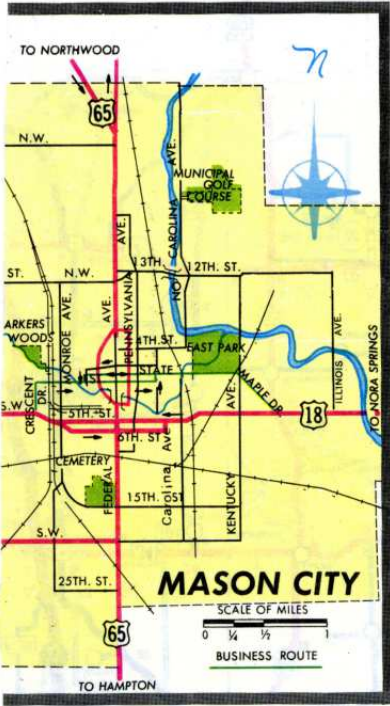 TO NORTHWOOD
n
65
N.W.
CAROLINA AVE.
NO.
MUNICIPAL
GOLF
COURSE
AVE.
13TH.
12TH. ST.
ST.
N.W.
MONROE AVE.
AVE.
PENNSYLVANIA
ARKERS
WOODS
4TH. ST.
EAST PARK
STATE
ILLINOIS AVE.
TO NORA SPRINGS
CRESCENT DR.
MAPLE DR.
S.W.
5TH. ST.
18
6TH. ST
CEMETERY
FEDERAL
Carolina Av
KENTUCKY AVE.
15TH. ST
S.W.
25TH. ST.
MASON CITY
SCALE OF MILES
0 ¼ ½ 1
65
BUSINESS ROUTE
TO HAMPTON